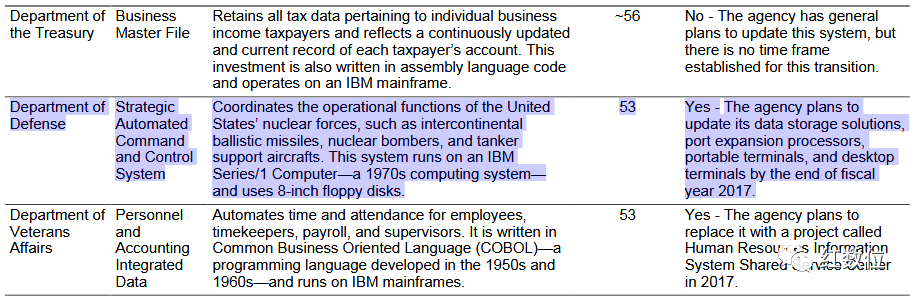 Department of
the Treasury
Business
Master File
Retains all tax data pertaining to individual business
income taxpayers and reflects a continuously updated
and current record of each taxpayer's account. This
investment is also written in assembly language code
and operates on an IBM mainframe.
~56
No - The agency has general
plans to update this system, but
there is no time frame
established for this transition.
Department of
Defense
Strategic
Automated
Command
and Control
System
Coordinates the operational functions of the United
States' nuclear forces, such as intercontinental
ballistic missiles, nuclear bombers, and tanker
support aircrafts. This system runs on an IBM
Series/1 Computer—a 1970s computing system—
and uses 8-inch floppy disks.
53
Yes - The agency plans to
update its data storage solutions,
port expansion processors,
portable terminals, and desktop
terminals by the end of fiscal
year 2017.
Department of
Veterans
Affairs
Personnel
and
Accounting
Integrated
Data
Automates time and attendance for employees,
timekeepers, payroll, and supervisors. It is written in
Common Business Oriented Language (COBOL)—a
programming language developed in the 1950s and
1960s—and runs on IBM mainframes.
53
Yes - The agency plans to
replace it with a project called
Human Resources Information
System Shared Service Center
in 2017.
红数位